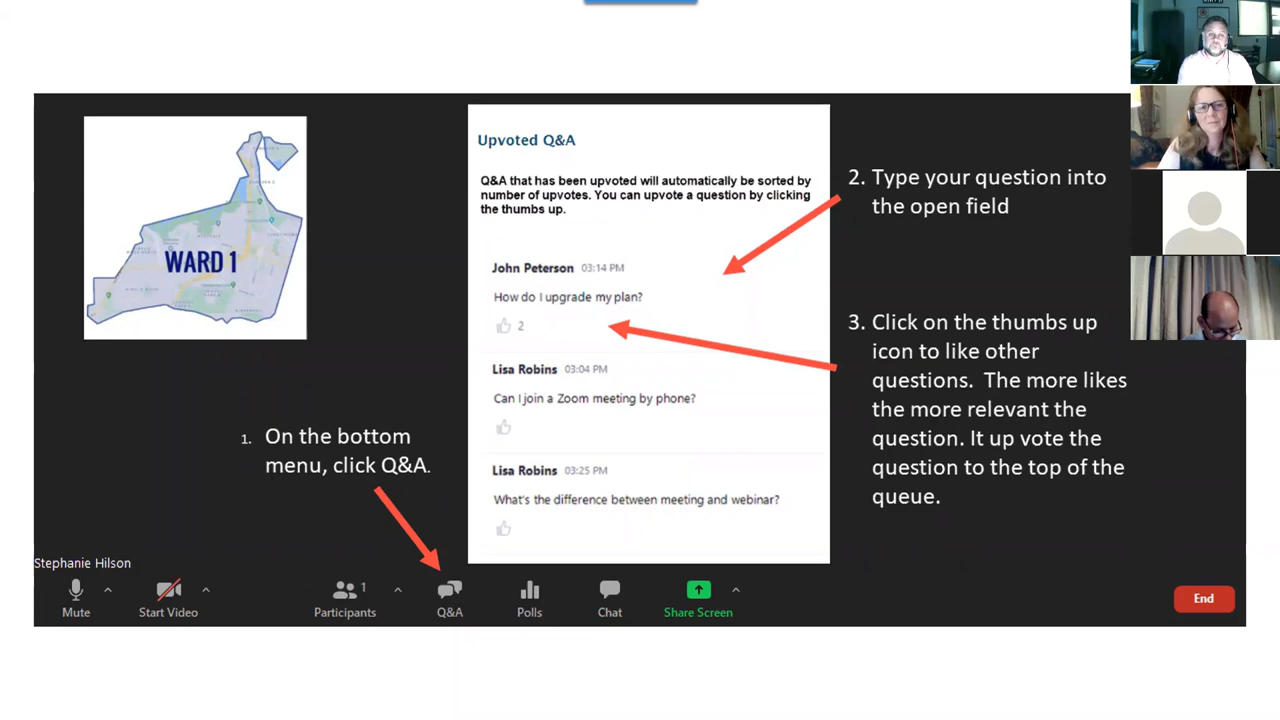 WARD 1
Upvoted Q&A
Q&A that has been upvoted will automatically be sorted by
number of upvotes. You can upvote a question by clicking
the thumbs up.
John Peterson 03:14 PM
How do I upgrade my plan?
2
Lisa Robins 03:04 PM
Can I join a Zoom meeting by phone?
Lisa Robins 03:25 PM
What's the difference between meeting and webinar?
1. On the bottom
menu, click Q&A.
2. Type your question into
the open field
3. Click on the thumbs up
icon to like other
questions. The more likes
the more relevant the
question. It up vote the
question to the top of the
queue.
Stephanie Hilson
Mute
Start Video
Participants 1
Q&A
Polls
Chat
Share Screen
End